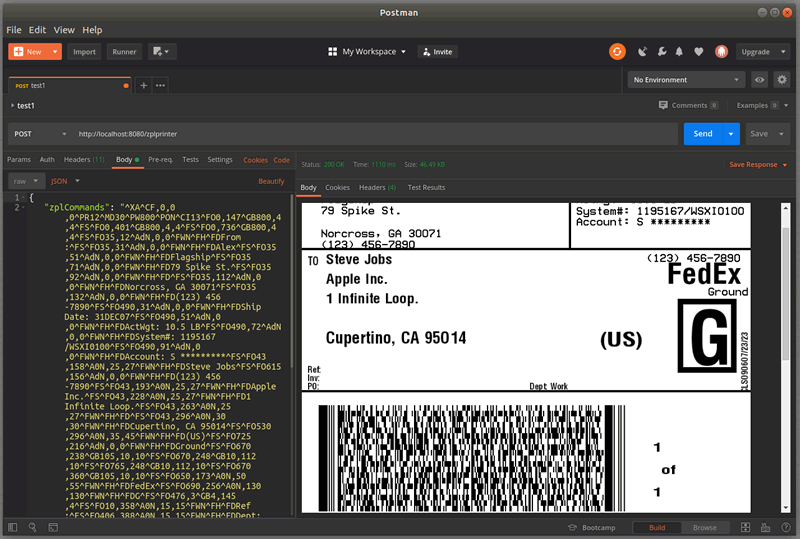 Postman
File Edit View Help
New Import Runner My Workspace Invite Upgrade
POST test1
No Environment
test1
Comments 0 Examples 0
POST http://localhost:8080/zplprinter Send Save
Params Auth Headers (11) Body Pre-req. Tests Settings Cookies Code
Status: 200 OK Time: 1110 ms Size: 46.49 KB Save Response
raw JSON Beautify
Body Cookies Headers (4) Test Results
1 {
2 "zplCommands": "^XA^CF,0,0
,0^PR12^MD30^PW800^PON^CI13^FO0,147^GB800,4
,4^FS^FO0,401^GB800,4,4^FS^FO0,736^GB800,4
,4^FS^FO35,12^AdN,0,0^FWN^FH^FDFrom
:^FS^FO35,31^AdN,0,0^FWN^FH^FDAlex^FS^FO35
,51^AdN,0,0^FWN^FH^FDFlagship^FS^FO35
,71^AdN,0,0^FWN^FH^FD79 Spike St.^FS^FO35
,92^AdN,0,0^FWN^FH^FD^FS^FO35,112^AdN,0
,0^FWN^FH^FDNorcross, GA 30071^FS^FO35
,132^AdN,0,0^FWN^FH^FD(123) 456
-7890^FS^FO490,31^AdN,0,0^FWN^FH^FDShip
Date: 31DEC07^FS^FO490,51^AdN,0
,0^FWN^FH^FDActWgt: 10.5 LB^FS^FO490,72^AdN
,0,0^FWN^FH^FDSystem#: 1195167
/WSXI0100^FS^FO490,91^AdN,0
,0^FWN^FH^FDAccount: S *********^FS^FO43
,158^A0N,25,27^FWN^FH^FDSteve Jobs^FS^FO615
,156^AdN,0,0^FWN^FH^FD(123) 456
-7890^FS^FO43,193^A0N,25,27^FWN^FH^FDApple
Inc.^FS^FO43,228^A0N,25,27^FWN^FH^FD1
Infinite Loop.^FS^FO43,263^A0N,25
,27^FWN^FH^FD^FS^FO43,296^A0N,30
,30^FWN^FH^FDCupertino, CA 95014^FS^FO530
,296^A0N,35,45^FWN^FH^FD(US)^FS^FO725
,216^AdN,0,0^FWN^FH^FDGround^FS^FO670
,238^GB105,10,10^FS^FO670,248^GB10,112
,10^FS^FO765,248^GB10,112,10^FS^FO670
,360^GB105,10,10^FS^FO650,173^A0N,50
,55^FWN^FH^FDFedEx^FS^FO690,256^A0N,130
,130^FWN^FH^FDG^FS^FO476,3^GB4,145
,4^FS^FO10,358^A0N,15,15^FWN^FH^FDRef
:^FS^FO406,388^A0N,15,15^FWN^FH^FDDept:
79 Spike St.
Norcross, GA 30071
(123) 456-7890
System#: 1195167/WSXI0100
Account: S *********
TO Steve Jobs (123) 456-7890
Apple Inc. FedEx
1 Infinite Loop. Ground
Cupertino, CA 95014 (US) G
CLS090607/23/23
Ref:
Inv:
PO: Dept Work
1
of
1
Bootcamp Build Browse